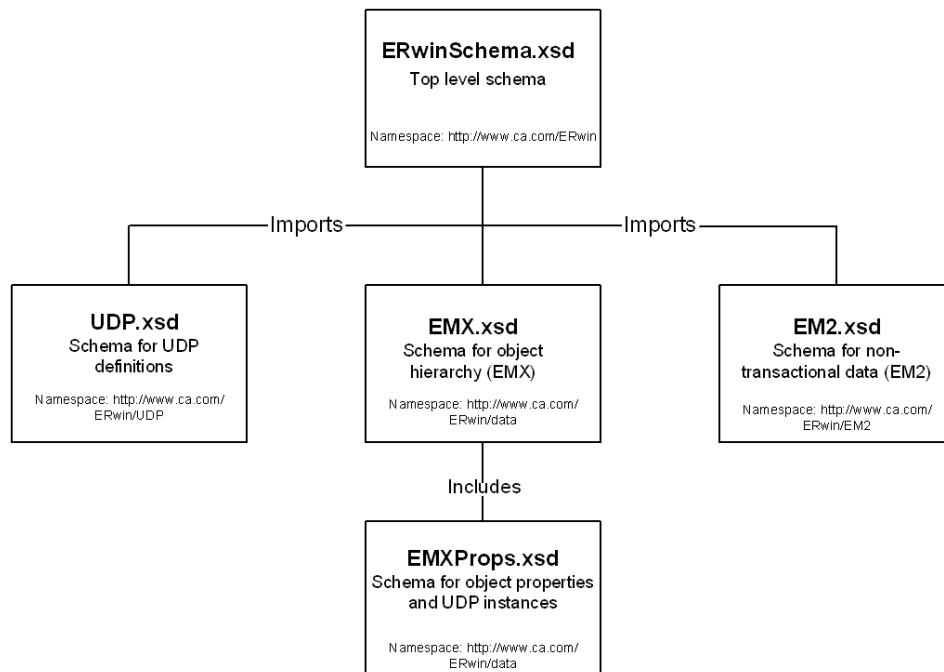 ERwinSchema.xsd
Top level schema
Namespace: http://www.ca.com/ERwin
Imports
Imports
UDP.xsd
Schema for UDP
definitions
Namespace: http://www.ca.com/
ERwin/UDP
EMX.xsd
Schema for object
hierarchy (EMX)
Namespace: http://www.ca.com/
ERwin/data
EM2.xsd
Schema for non-
transactional data (EM2)
Namespace: http://www.ca.com/
ERwin/EM2
Includes
EMXProps.xsd
Schema for object properties
and UDP instances
Namespace: http://www.ca.com/
ERwin/data